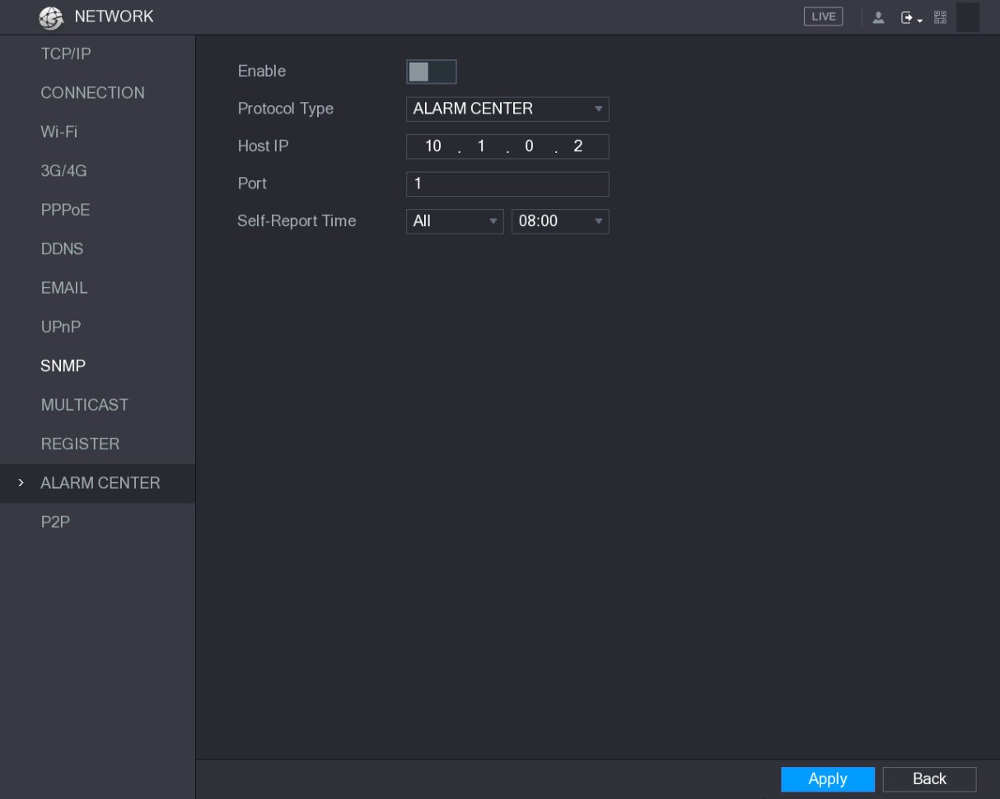 NETWORK
LIVE
TCP/IP
CONNECTION
Wi-Fi
3G/4G
PPPoE
DDNS
EMAIL
UPnP
SNMP
MULTICAST
REGISTER
ALARM CENTER
P2P
Enable
Protocol Type ALARM CENTER
Host IP 10 . 1 . 0 . 2
Port 1
Self-Report Time All 08:00
Apply Back